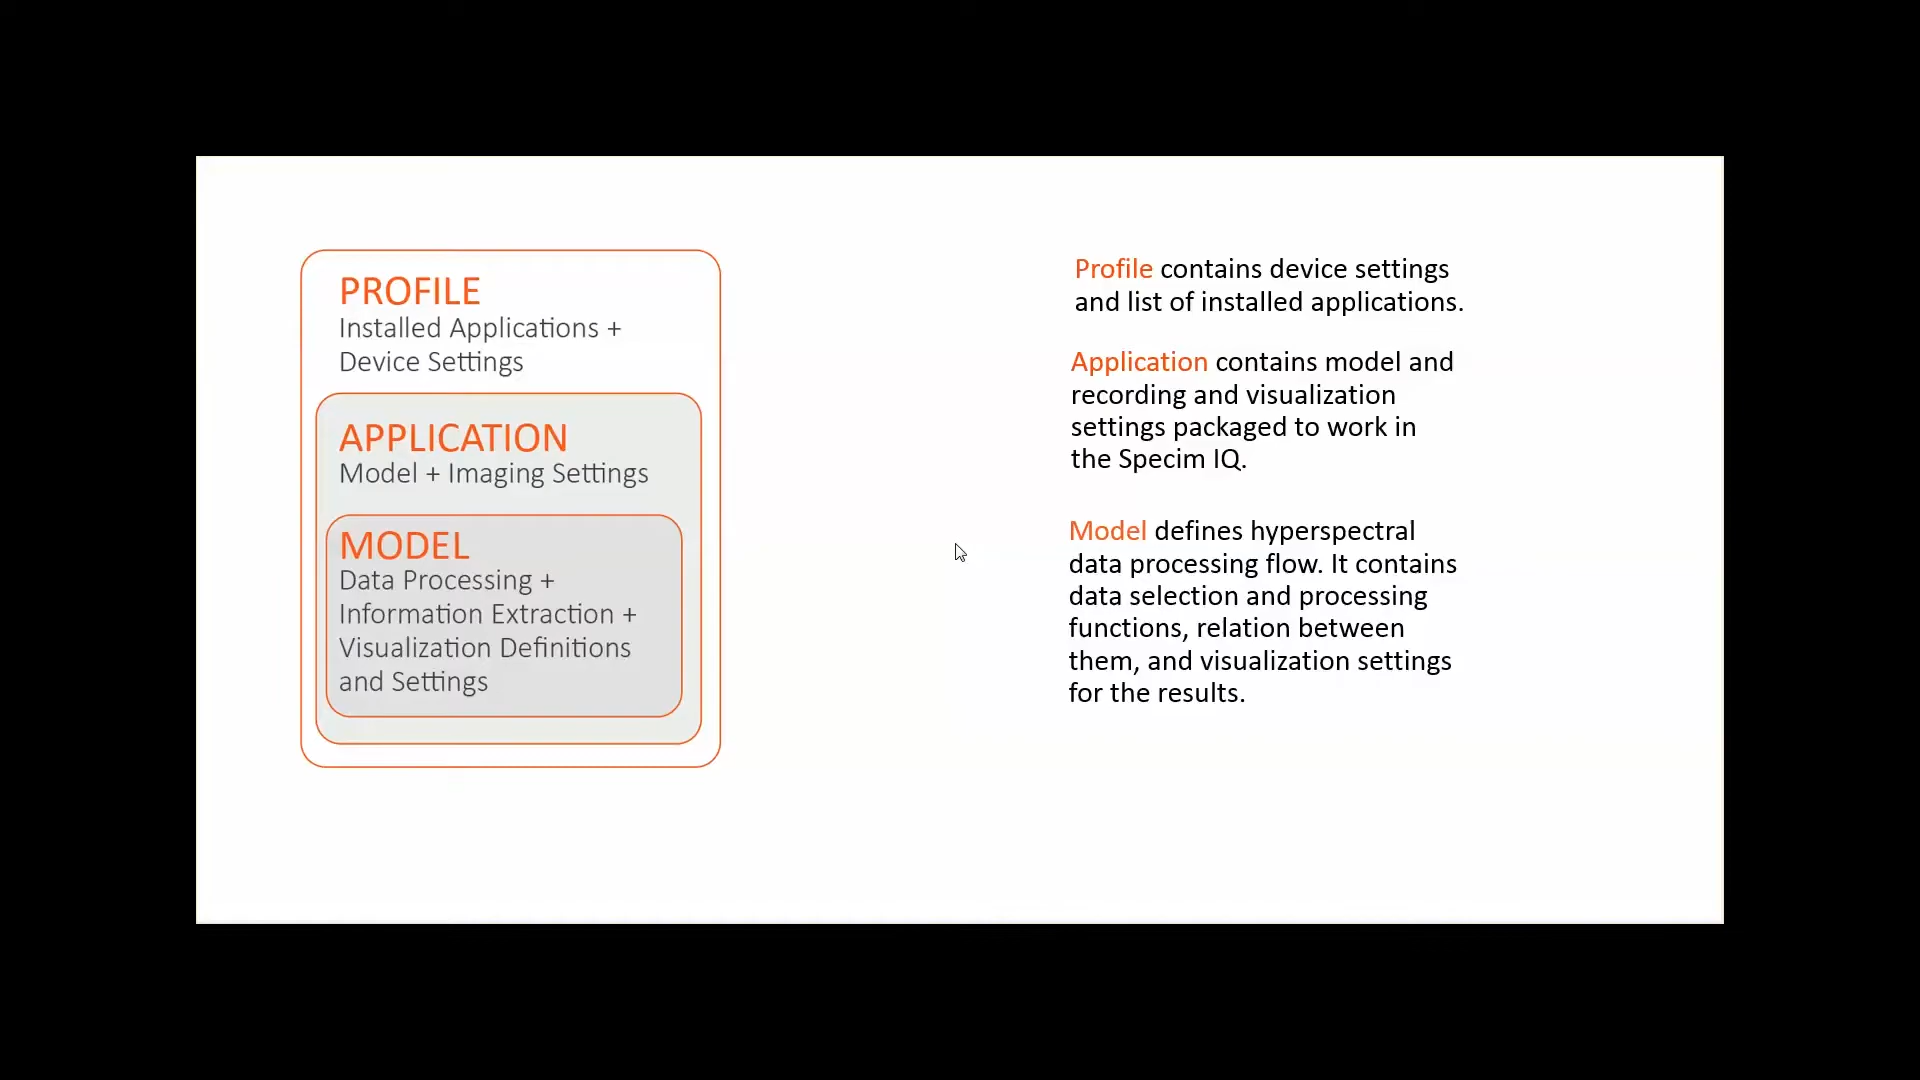 PROFILE
Installed Applications +
Device Settings
APPLICATION
Model + Imaging Settings
MODEL
Data Processing +
Information Extraction +
Visualization Definitions
and Settings
Profile contains device settings
and list of installed applications.
Application contains model and
recording and visualization
settings packaged to work in
the Specim IQ.
Model defines hyperspectral
data processing flow. It contains
data selection and processing
functions, relation between
them, and visualization settings
for the results.